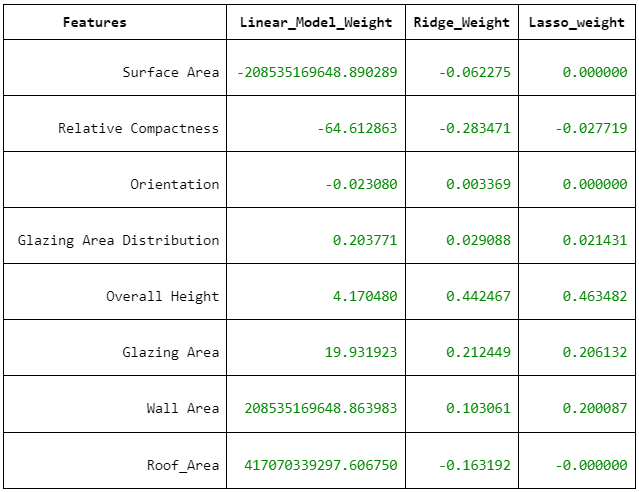 Features Linear_Model_Weight Ridge_Weight Lasso_weight
Surface Area -208535169648.890289 -0.062275 0.000000
Relative Compactness -64.612863 -0.283471 -0.027719
Orientation -0.023080 0.003369 0.000000
Glazing Area Distribution 0.203771 0.029088 0.021431
Overall Height 4.170480 0.442467 0.463482
Glazing Area 19.931923 0.212449 0.206132
Wall Area 208535169648.863983 0.103061 0.200087
Roof_Area 417070339297.606750 -0.163192 -0.000000